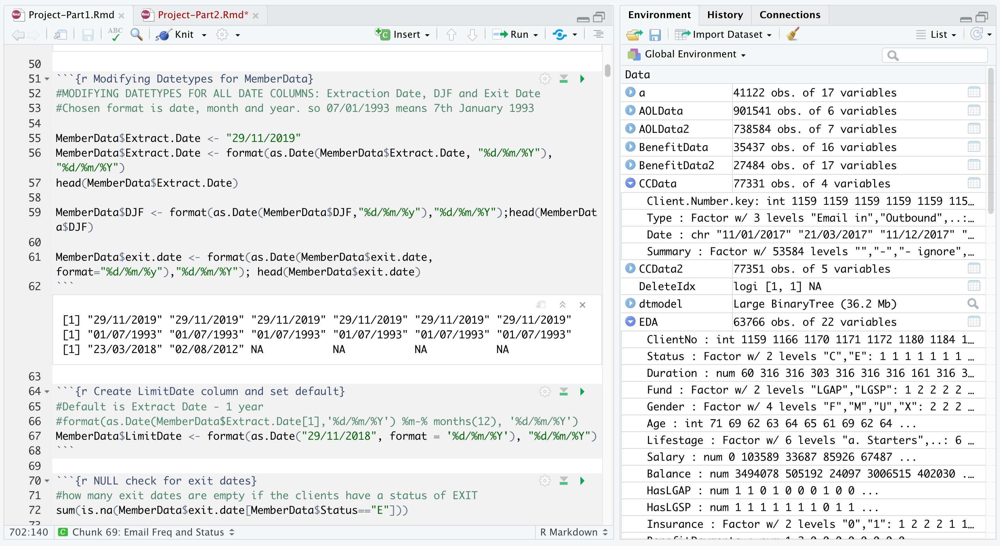 Project-Part1.Rmd
Project-Part2.Rmd*
ABC
Knit
Insert
Run
50
51 ```{r Modifying Datetypes for MemberData}
52 #MODIFYING DATETYPES FOR ALL DATE COLUMNS: Extraction Date, DJF and Exit Date
53 #Chosen format is date, month and year. so 07/01/1993 means 7th January 1993
54
55 MemberData$Extract.Date <- "29/11/2019"
56 MemberData$Extract.Date <- format(as.Date(MemberData$Extract.Date, "%d/%m/%Y"),
"%d/%m/%Y")
57 head(MemberData$Extract.Date)
58
59 MemberData$DJF <- format(as.Date(MemberData$DJF,"%d/%m/%y"),"%d/%m/%Y");head(MemberDat
a$DJF)
60
61 MemberData$exit.date <- format(as.Date(MemberData$exit.date,
format="%d/%m/%y"),"%d/%m/%Y"); head(MemberData$exit.date)
62 ```
[1] "29/11/2019" "29/11/2019" "29/11/2019" "29/11/2019" "29/11/2019" "29/11/2019"
[1] "01/07/1993" "01/07/1993" "01/07/1993" "01/07/1993" "01/07/1993" "01/07/1993"
[1] "23/03/2018" "02/08/2012" NA NA NA NA
63
64 ```{r Create LimitDate column and set default}
65 #Default is Extract Date - 1 year
66 #format(as.Date(MemberData$Extract.Date[1],'%d/%m/%Y') %m-% months(12), '%d/%m/%Y')
67 MemberData$LimitDate <- format(as.Date("29/11/2018", format = '%d/%m/%Y'), "%d/%m/%Y")
68 ```
69
70 ```{r NULL check for exit dates}
71 #how many exit dates are empty if the clients have a status of EXIT
72 sum(is.na(MemberData$exit.date[MemberData$Status=="E"]))
73
702:140 C Chunk 69: Email Freq and Status R Markdown
Environment History Connections
Import Dataset List
Global Environment
Data
a 41122 obs. of 17 variables
AOLData 901541 obs. of 6 variables
AOLData2 738584 obs. of 7 variables
BenefitData 35437 obs. of 16 variables
BenefitData2 27484 obs. of 17 variables
CCData 77331 obs. of 4 variables
Client.Number.key: int 1159 1159 1159 1159 1159 115…
Type : Factor w/ 3 levels "Email in","Outbound",..:…
Date : chr "11/01/2017" "21/03/2017" "11/12/2017" "…
Summary : Factor w/ 53584 levels "","-","- ignore",…
CCData2 77351 obs. of 5 variables
DeleteIdx logi [1, 1] NA
dtmodel Large BinaryTree (36.2 Mb)
EDA 63766 obs. of 22 variables
ClientNo : int 1159 1166 1170 1171 1172 1180 1184 1…
Status : Factor w/ 2 levels "C","E": 1 1 1 1 1 1 1 …
Duration : num 60 316 316 303 316 316 316 161 316 3…
Fund : Factor w/ 2 levels "LGAP","LGSP": 1 2 2 2 2 …
Gender : Factor w/ 4 levels "F","M","U","X": 2 2 2 …
Age : int 71 69 62 63 64 65 61 69 62 64 ...
Lifestage : Factor w/ 6 levels "a. Starters",..: 6 …
Salary : num 0 103589 33687 85926 67487 ...
Balance : num 3494078 505192 24097 3006515 402030 .…
HasLGAP : num 1 1 0 1 0 0 0 1 0 0 ...
HasLGSP : num 1 1 1 1 1 1 1 0 1 1 ...
Insurance : Factor w/ 2 levels "0","1": 1 2 2 2 1 1…